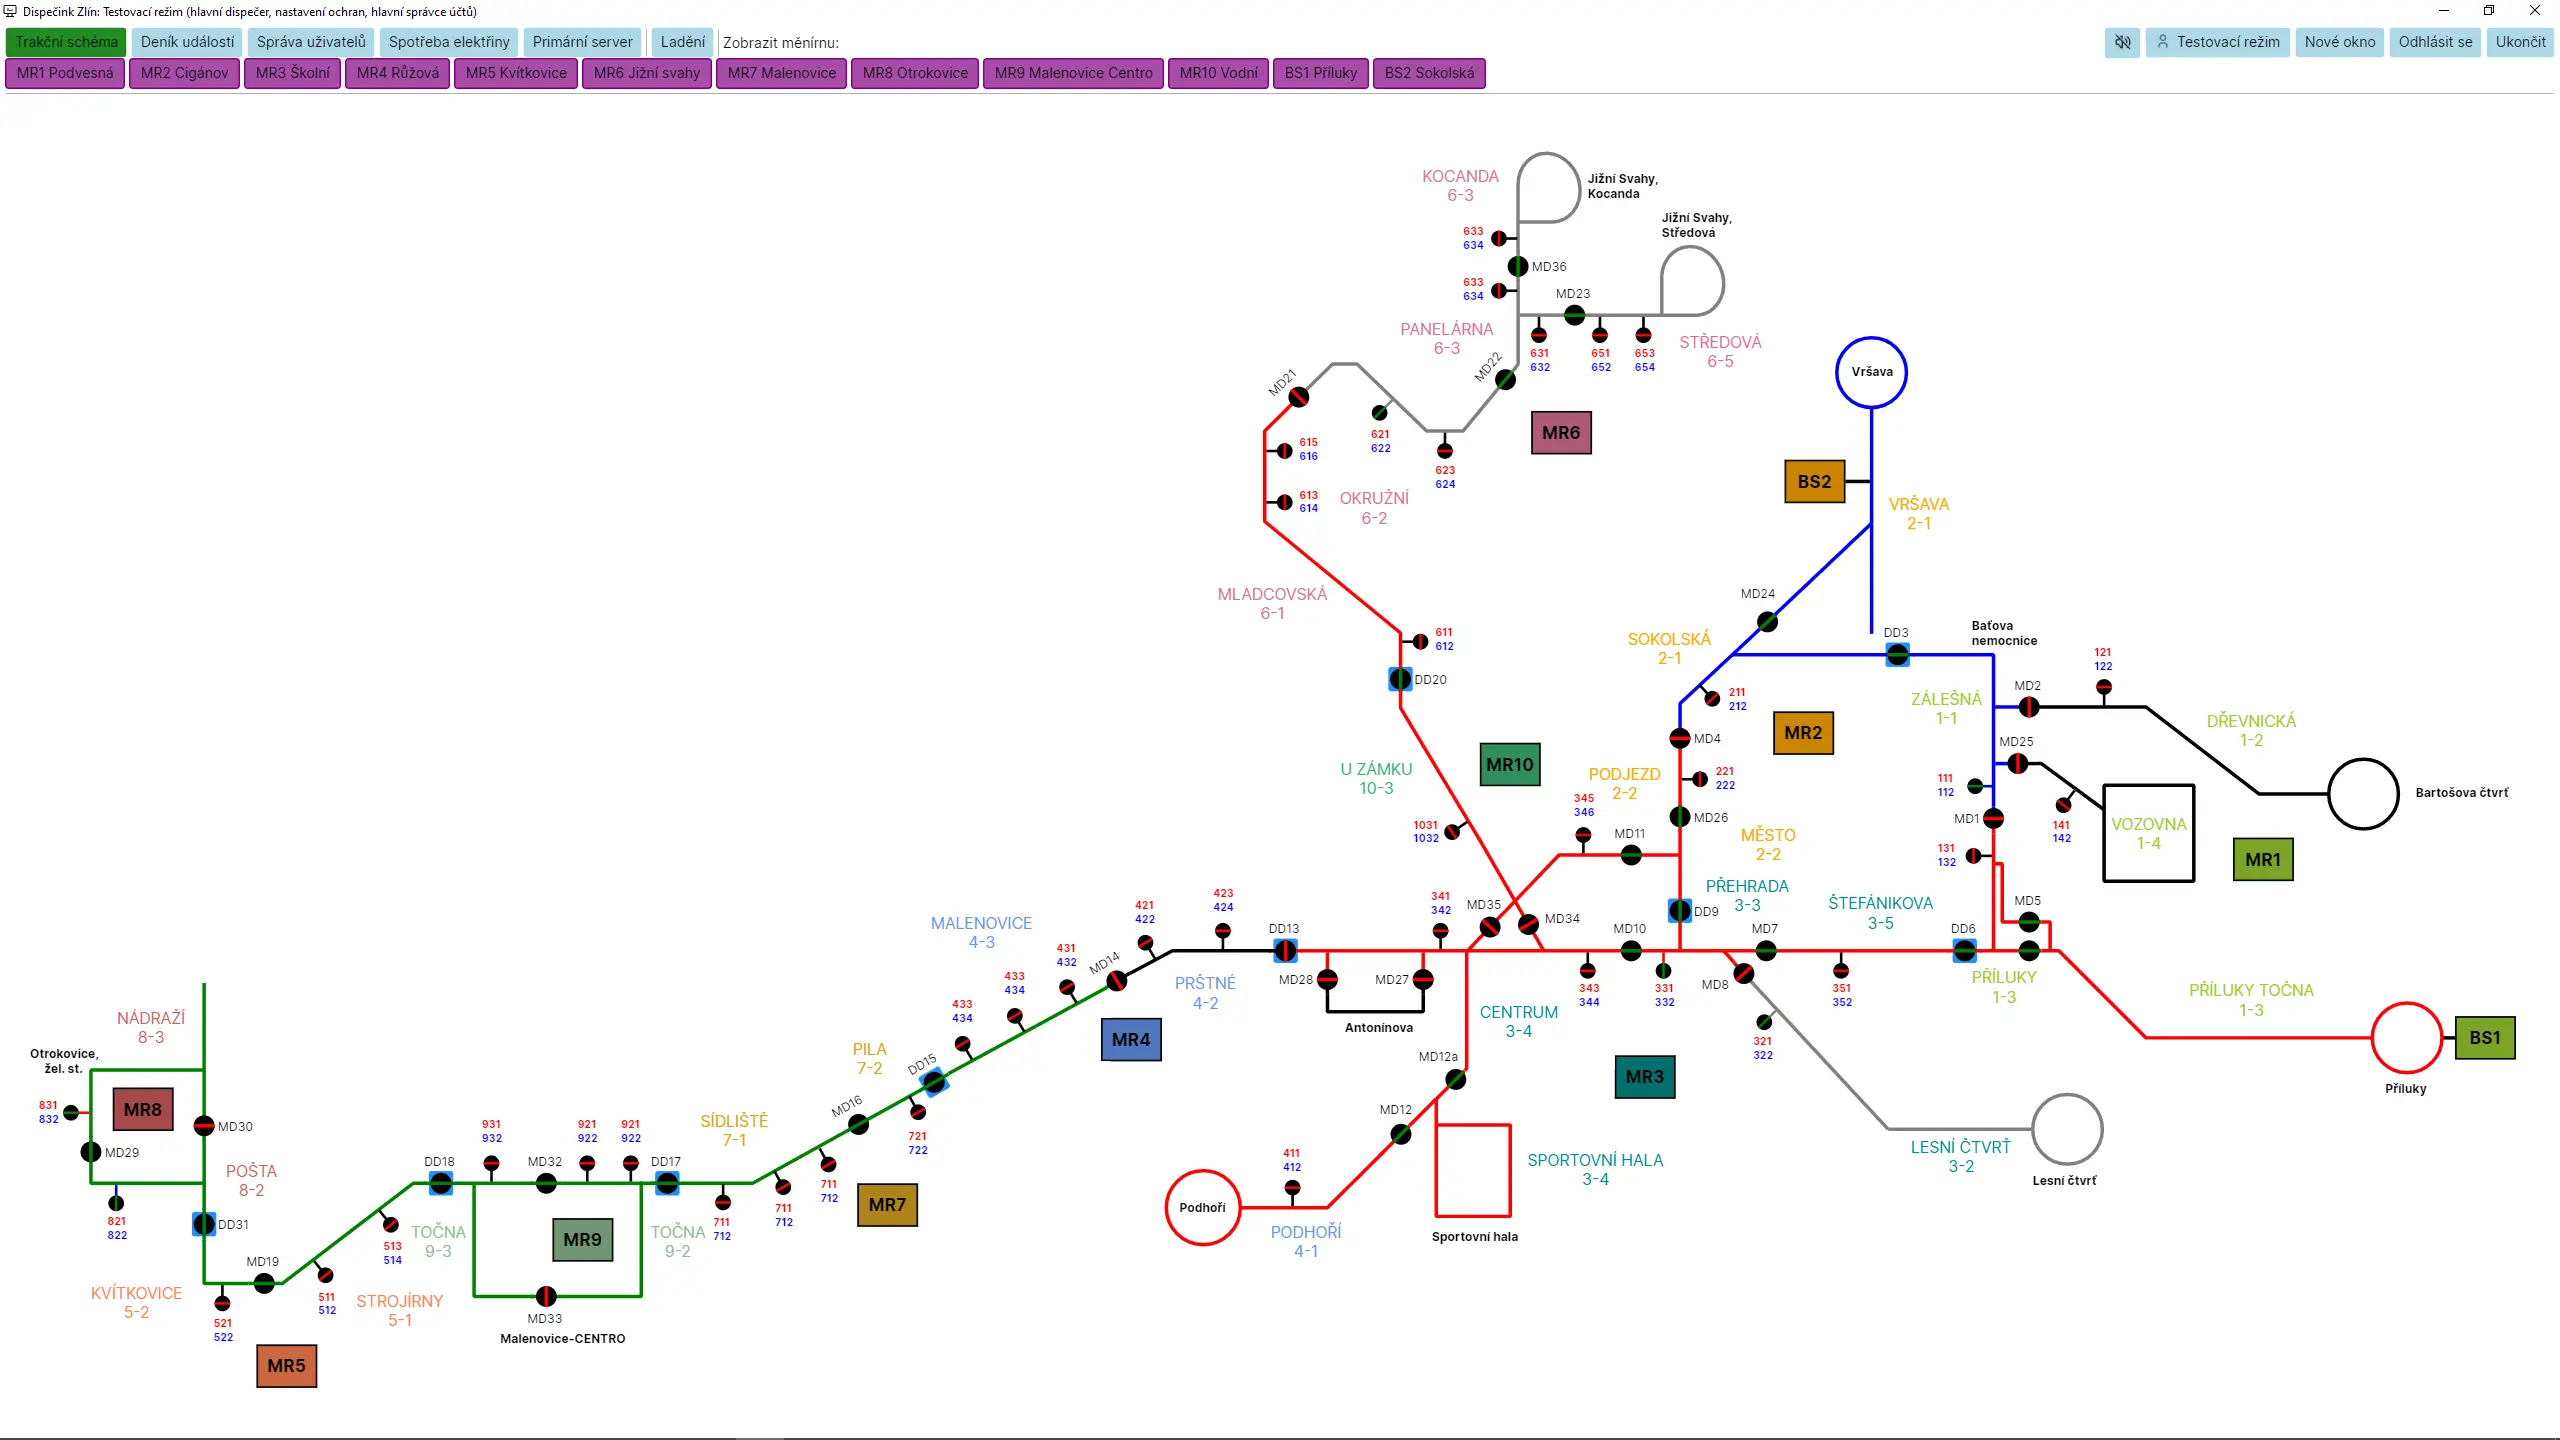 Dispečink Zlín: Testovací režim (hlavní dispečer, nastavení ochran, hlavní správce účtů)
Trakční schéma
Deník událostí
Správa uživatelů
Spotřeba elektřiny
Primární server
Ladění
Zobrazit měnírnu:
Testovací režim
Nové okno
Odhlásit se
Ukončit
MR1 Podvesná
MR2 Cigánov
MR3 Školní
MR4 Růžová
MR5 Kvítkovice
MR6 Jižní svahy
MR7 Malenovice
MR8 Otrokovice
MR9 Malenovice Centro
MR10 Vodní
BS1 Příluky
BS2 Sokolská
KOCANDA
6-3
Jižní Svahy,
Kocanda
Jižní Svahy,
Středová
633
634
MD36
633
634
MD23
PANELÁRNA
6-3
631
632
651
652
653
654
STŘEDOVÁ
6-5
MD22
MD21
Vršava
621
622
MR6
615
616
623
624
BS2
613
614
OKRUŽNÍ
6-2
VRŠAVA
2-1
MLADCOVSKÁ
6-1
MD24
611
612
SOKOLSKÁ
2-1
DD3
Baťova
nemocnice
121
122
DD20
211
212
ZÁLEŠNÁ
1-1
MD2
DŘEVNICKÁ
1-2
MR2
MD4
MD25
MR10
U ZÁMKU
10-3
PODJEZD
2-2
221
222
111
112
Bartošova čtvrť
345
346
MD26
MD1
141
142
VOZOVNA
1-4
1031
1032
MD11
MĚSTO
2-2
131
132
MR1
423
424
341
342
MD35
MD34
PŘEHRADA
3-3
DD9
ŠTEFÁNIKOVA
3-5
MD5
421
422
MALENOVICE
4-3
DD13
MD10
MD7
DD6
431
432
MD14
MD28
MD27
MD8
PŘÍLUKY
1-3
433
434
PRŠTNÉ
4-2
343
344
331
332
351
352
PŘÍLUKY TOČNA
1-3
433
434
Antonínova
CENTRUM
3-4
NÁDRAŽÍ
8-3
MR4
321
322
BS1
Otrokovice,
žel. st.
PILA
7-2
DD15
MD12a
MR3
Příluky
831
832
MR8
MD16
MD12
MD30
MD29
931
932
921
922
921
922
SÍDLIŠTĚ
7-1
721
722
LESNÍ ČTVRŤ
3-2
POŠTA
8-2
DD18
MD32
DD17
411
412
SPORTOVNÍ HALA
3-4
Lesní čtvrť
711
712
MR7
Podhoří
821
822
DD31
513
514
TOČNA
9-3
MR9
TOČNA
9-2
711
712
711
712
PODHOŘÍ
4-1
Sportovní hala
MD19
KVÍTKOVICE
5-2
511
512
STROJÍRNY
5-1
521
522
MD33
Malenovice-CENTRO
MR5